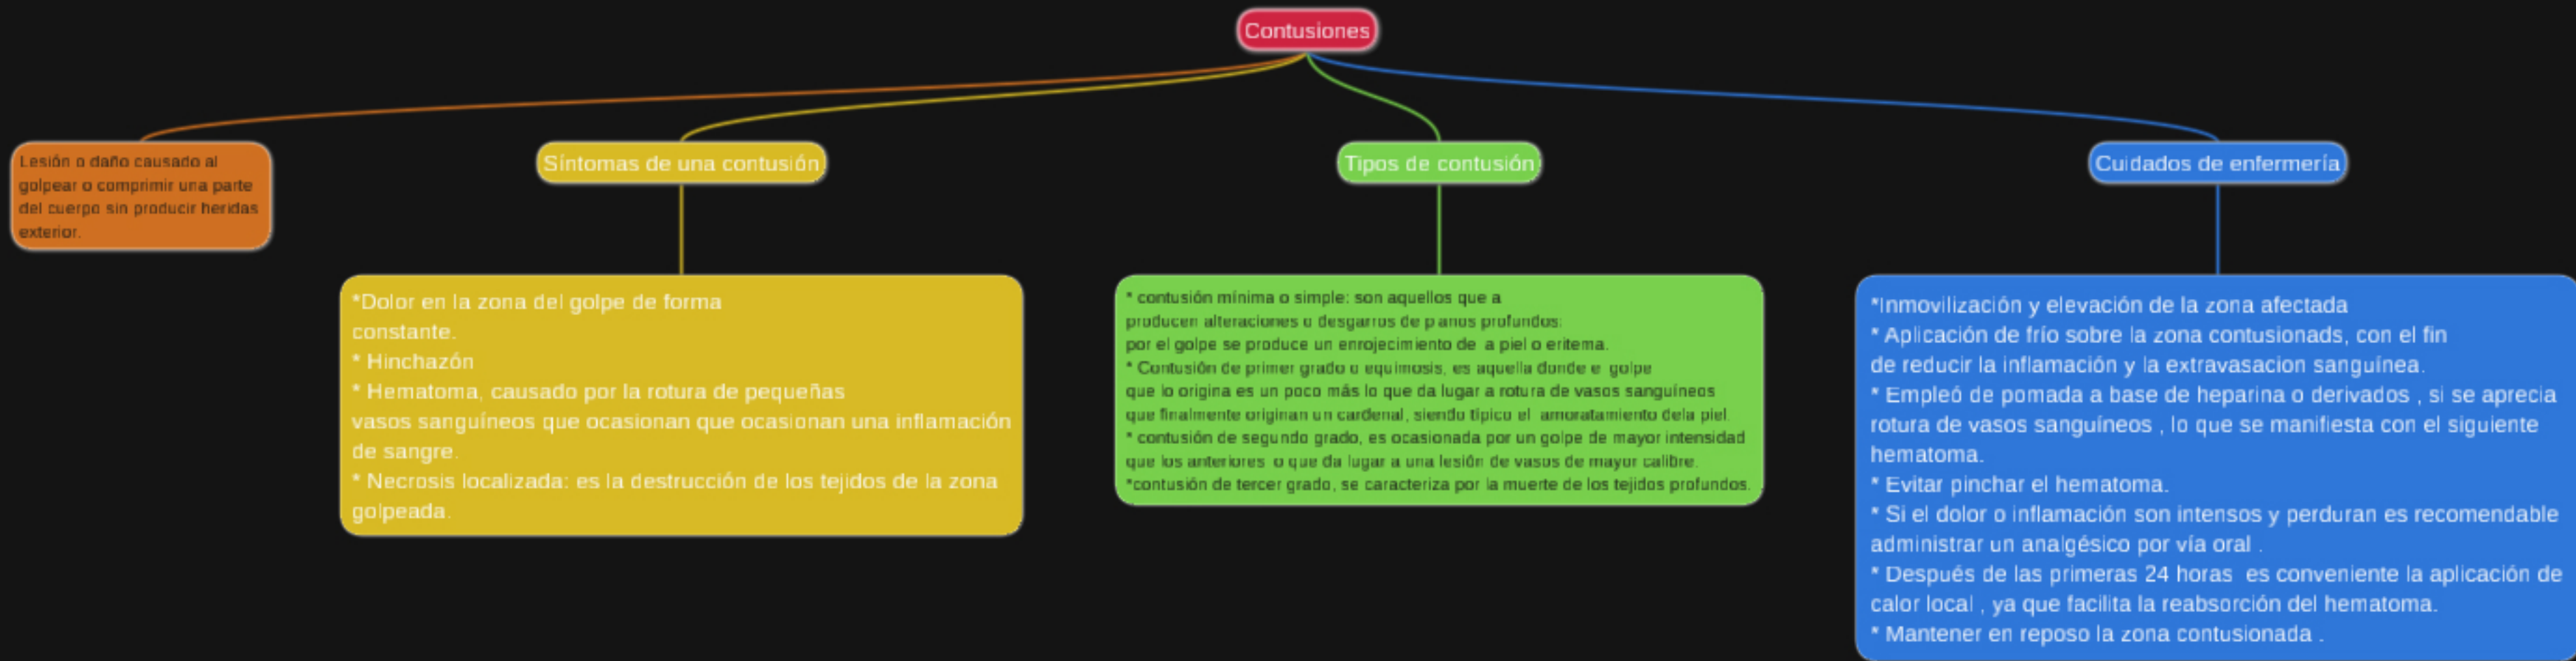 Contusiones
Lesión o daño causado al
golpear o comprimir una parte
del cuerpo sin producir heridas
exterior.
Síntomas de una contusión
*Dolor en la zona del golpe de forma
constante.
* Hinchazón
* Hematoma, causado por la rotura de pequeñas
vasos sanguíneos que ocasionan que ocasionan una inflamación
de sangre.
* Necrosis localizada: es la destrucción de los tejidos de la zona
golpeada.
Tipos de contusión
* contusión mínima o simple: son aquellos que a
producen alteraciones o desgarros de p anos profundos:
por el golpe se produce un enrojecimiento de a piel o eritema.
* Contusión de primer grado o equimosis, es aquella donde e golpe
que lo origina es un poco más lo que da lugar a rotura de vasos sanguíneos
que finalmente originan un cardenal, siendo típico el amoratamiento dela piel.
* contusión de segundo grado, es ocasionada por un golpe de mayor intensidad
que los anteriores o que da lugar a una lesión de vasos de mayor calibre.
*contusión de tercer grado, se caracteriza por la muerte de los tejidos profundos.
Cuidados de enfermería
*Inmovilización y elevación de la zona afectada
* Aplicación de frío sobre la zona contusionads, con el fin
de reducir la inflamación y la extravasacion sanguínea.
* Empleó de pomada a base de heparina o derivados , si se aprecia
rotura de vasos sanguíneos , lo que se manifiesta con el siguiente
hematoma.
* Evitar pinchar el hematoma.
* Si el dolor o inflamación son intensos y perduran es recomendable
administrar un analgésico por vía oral .
* Después de las primeras 24 horas es conveniente la aplicación de
calor local , ya que facilita la reabsorción del hematoma.
* Mantener en reposo la zona contusionada .